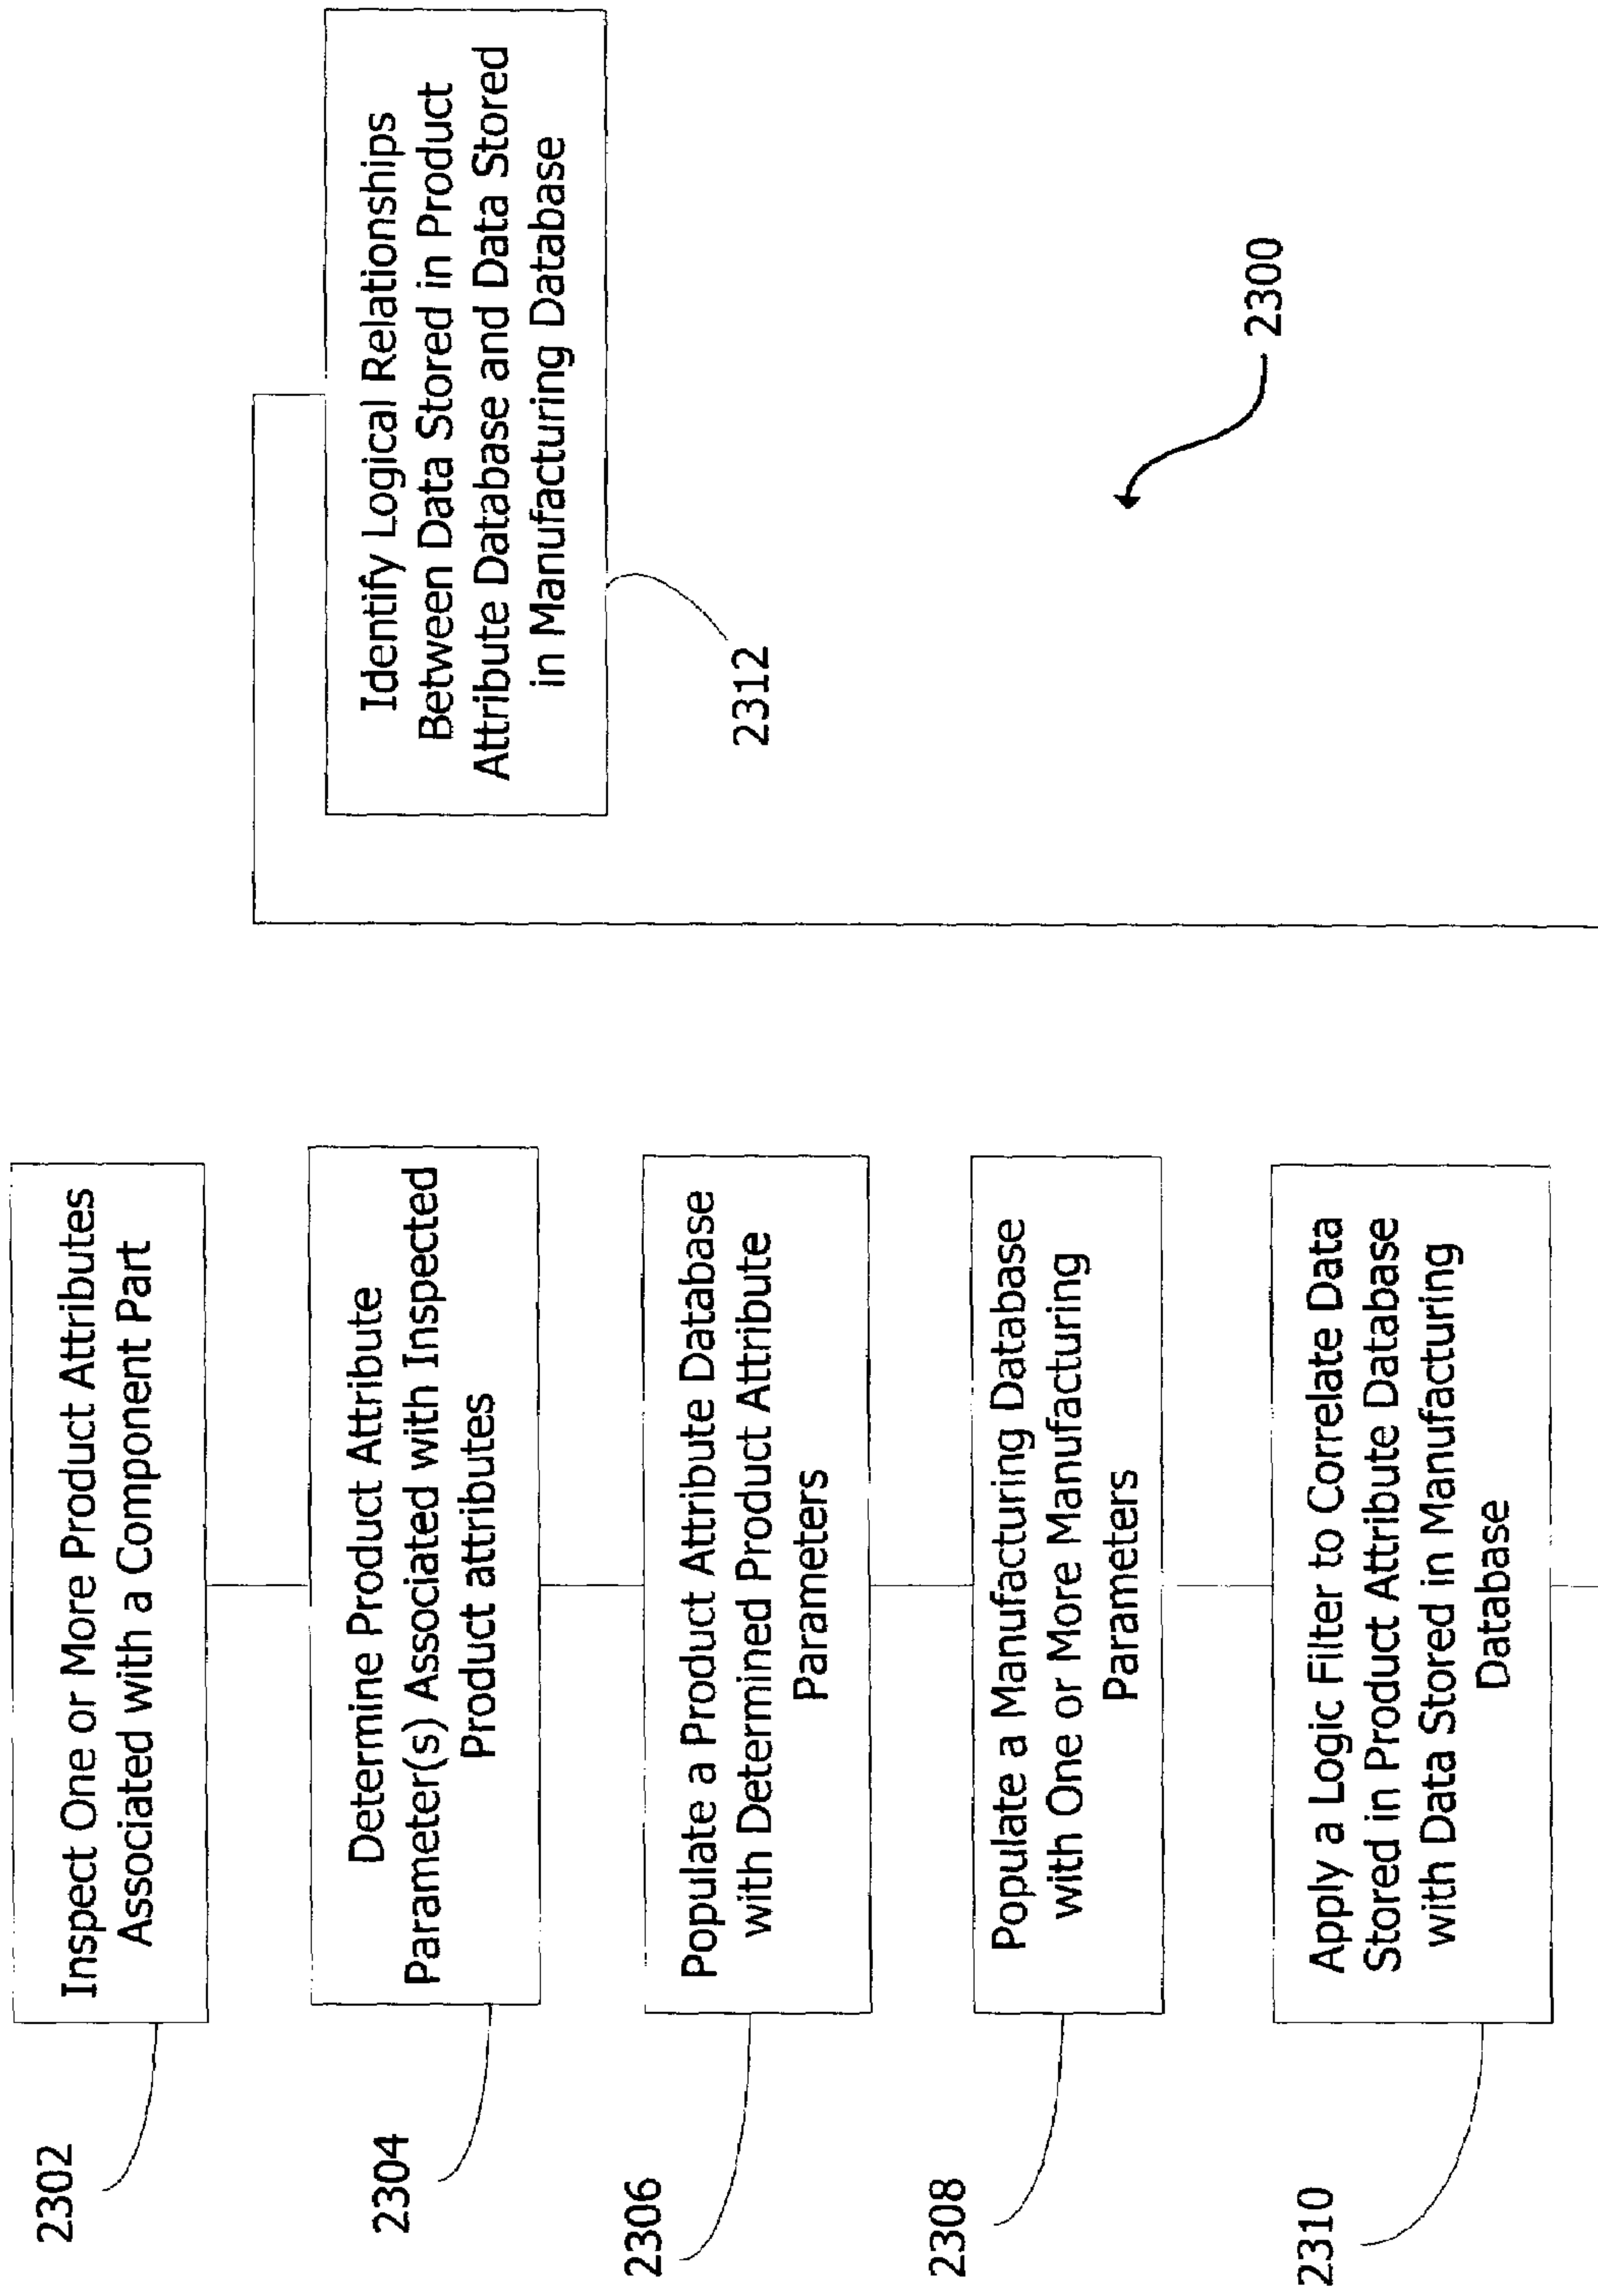 2302
Inspect One or More Product Attributes
Associated with a Component Part
2304
Determine Product Attribute
Parameter(s) Associated with Inspected
Product attributes
2306
Populate a Product Attribute Database
with Determined Product Attribute
Parameters
2308
Populate a Manufacturing Database
with One or More Manufacturing
Parameters
2310
Apply a Logic Filter to Correlate Data
Stored in Product Attribute Database
with Data Stored in Manufacturing
Database
Identify Logical Relationships
Between Data Stored in Product
Attribute Database and Data Stored
in Manufacturing Database
2312
2300